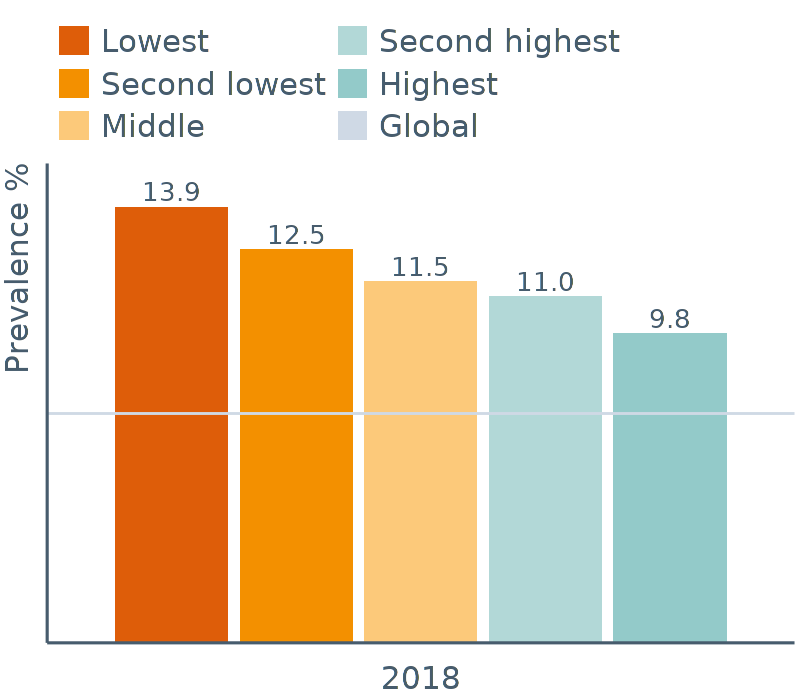 Lowest
Second lowest
Middle
Second highest
Highest
Global
Prevalence %
13.9
12.5
11.5
11.0
9.8
2018